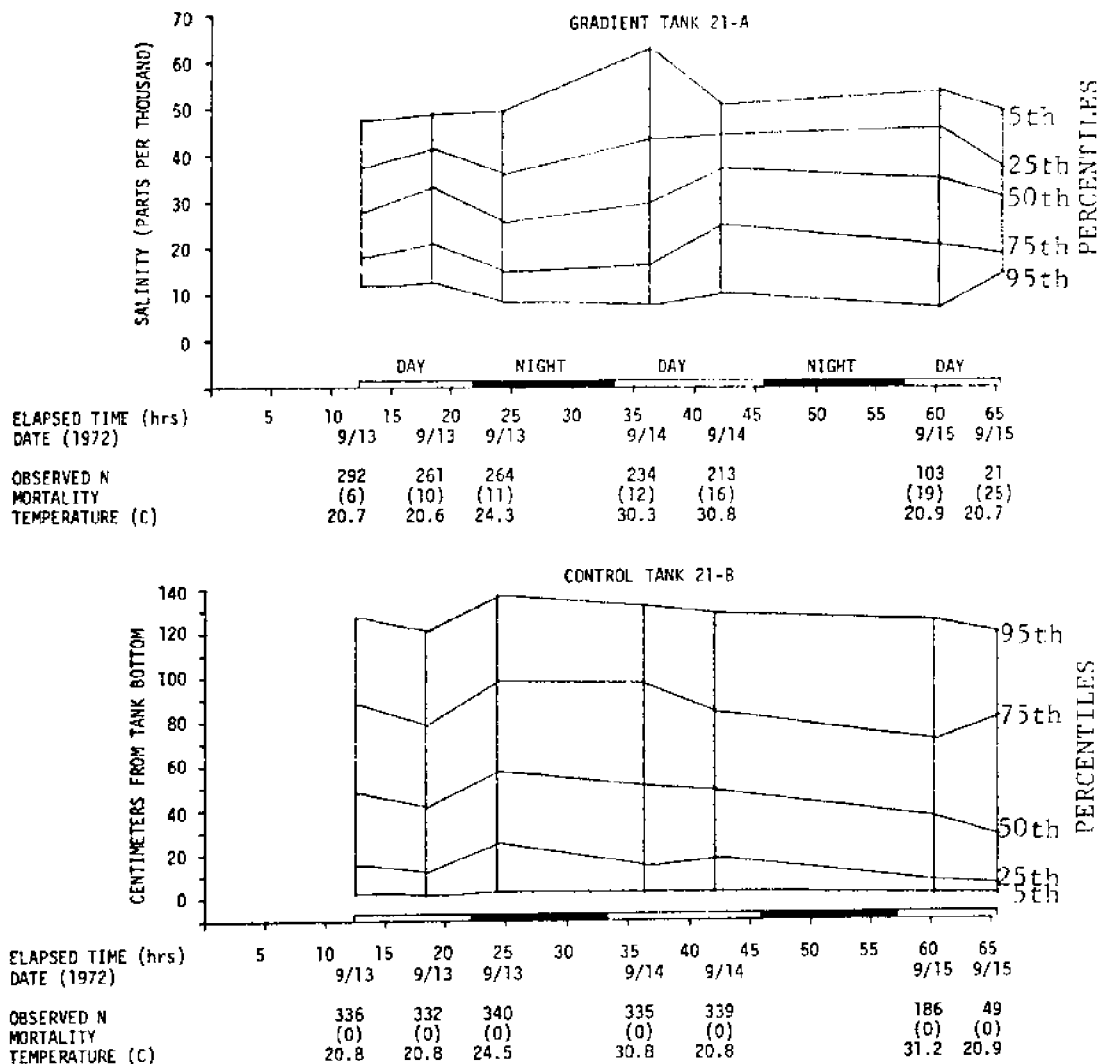 GRADIENT TANK 21-A
SALINITY (PARTS PER THOUSAND)
70
60
50
40
30
20
10
0
5th
25th
50th
75th
95th
PERCENTILES
DAY NIGHT DAY NIGHT DAY
ELAPSED TIME (hrs) 5 10 15 20 25 30 35 40 45 50 55 60 65
DATE (1972) 9/13 9/13 9/13 9/14 9/14 9/15 9/15
OBSERVED N 292 261 264 234 213 103 21
MORTALITY (6) (10) (11) (12) (16) (19) (25)
TEMPERATURE (C) 20.7 20.6 24.3 30.3 30.8 20.9 20.7
CONTROL TANK 21-B
CENTIMETERS FROM TANK BOTTOM
140
120
100
80
60
40
20
0
95th
75th
50th
25th
5th
PERCENTILES
ELAPSED TIME (hrs) 5 10 15 20 25 30 35 40 45 50 55 60 65
DATE (1972) 9/13 9/13 9/13 9/14 9/14 9/15 9/15
OBSERVED N 336 332 340 335 339 186 49
MORTALITY (0) (0) (0) (0) (0) (0) (0)
TEMPERATURE (C) 20.8 20.8 24.5 30.8 20.8 31.2 20.9